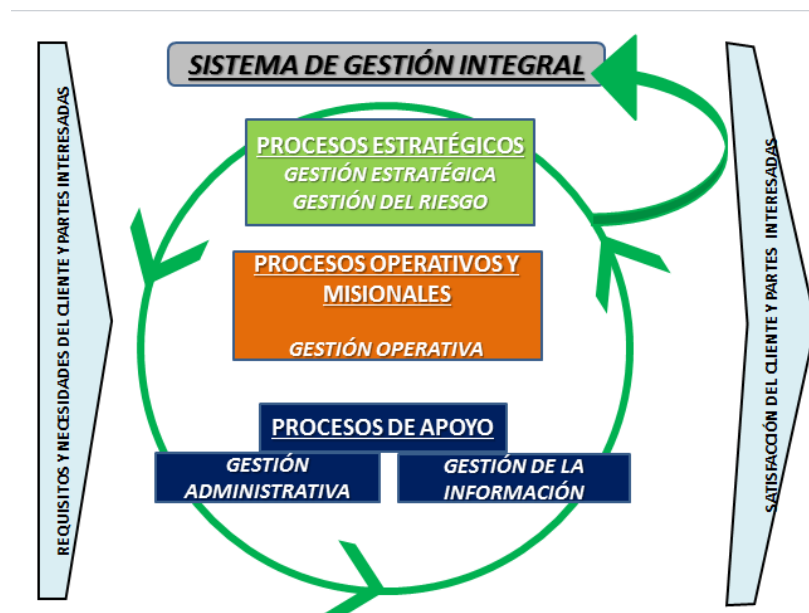 SISTEMA DE GESTIÓN INTEGRAL
REQUISITOS Y NECESIDADES DEL CLIENTE Y PARTES INTERESADAS
PROCESOS ESTRATÉGICOS
GESTIÓN ESTRATÉGICA
GESTIÓN DEL RIESGO
PROCESOS OPERATIVOS Y
MISIONALES
GESTIÓN OPERATIVA
PROCESOS DE APOYO
GESTIÓN
ADMINISTRATIVA
GESTIÓN DE LA
INFORMACIÓN
SATISFACCIÓN DEL CLIENTE Y PARTES INTERESADAS